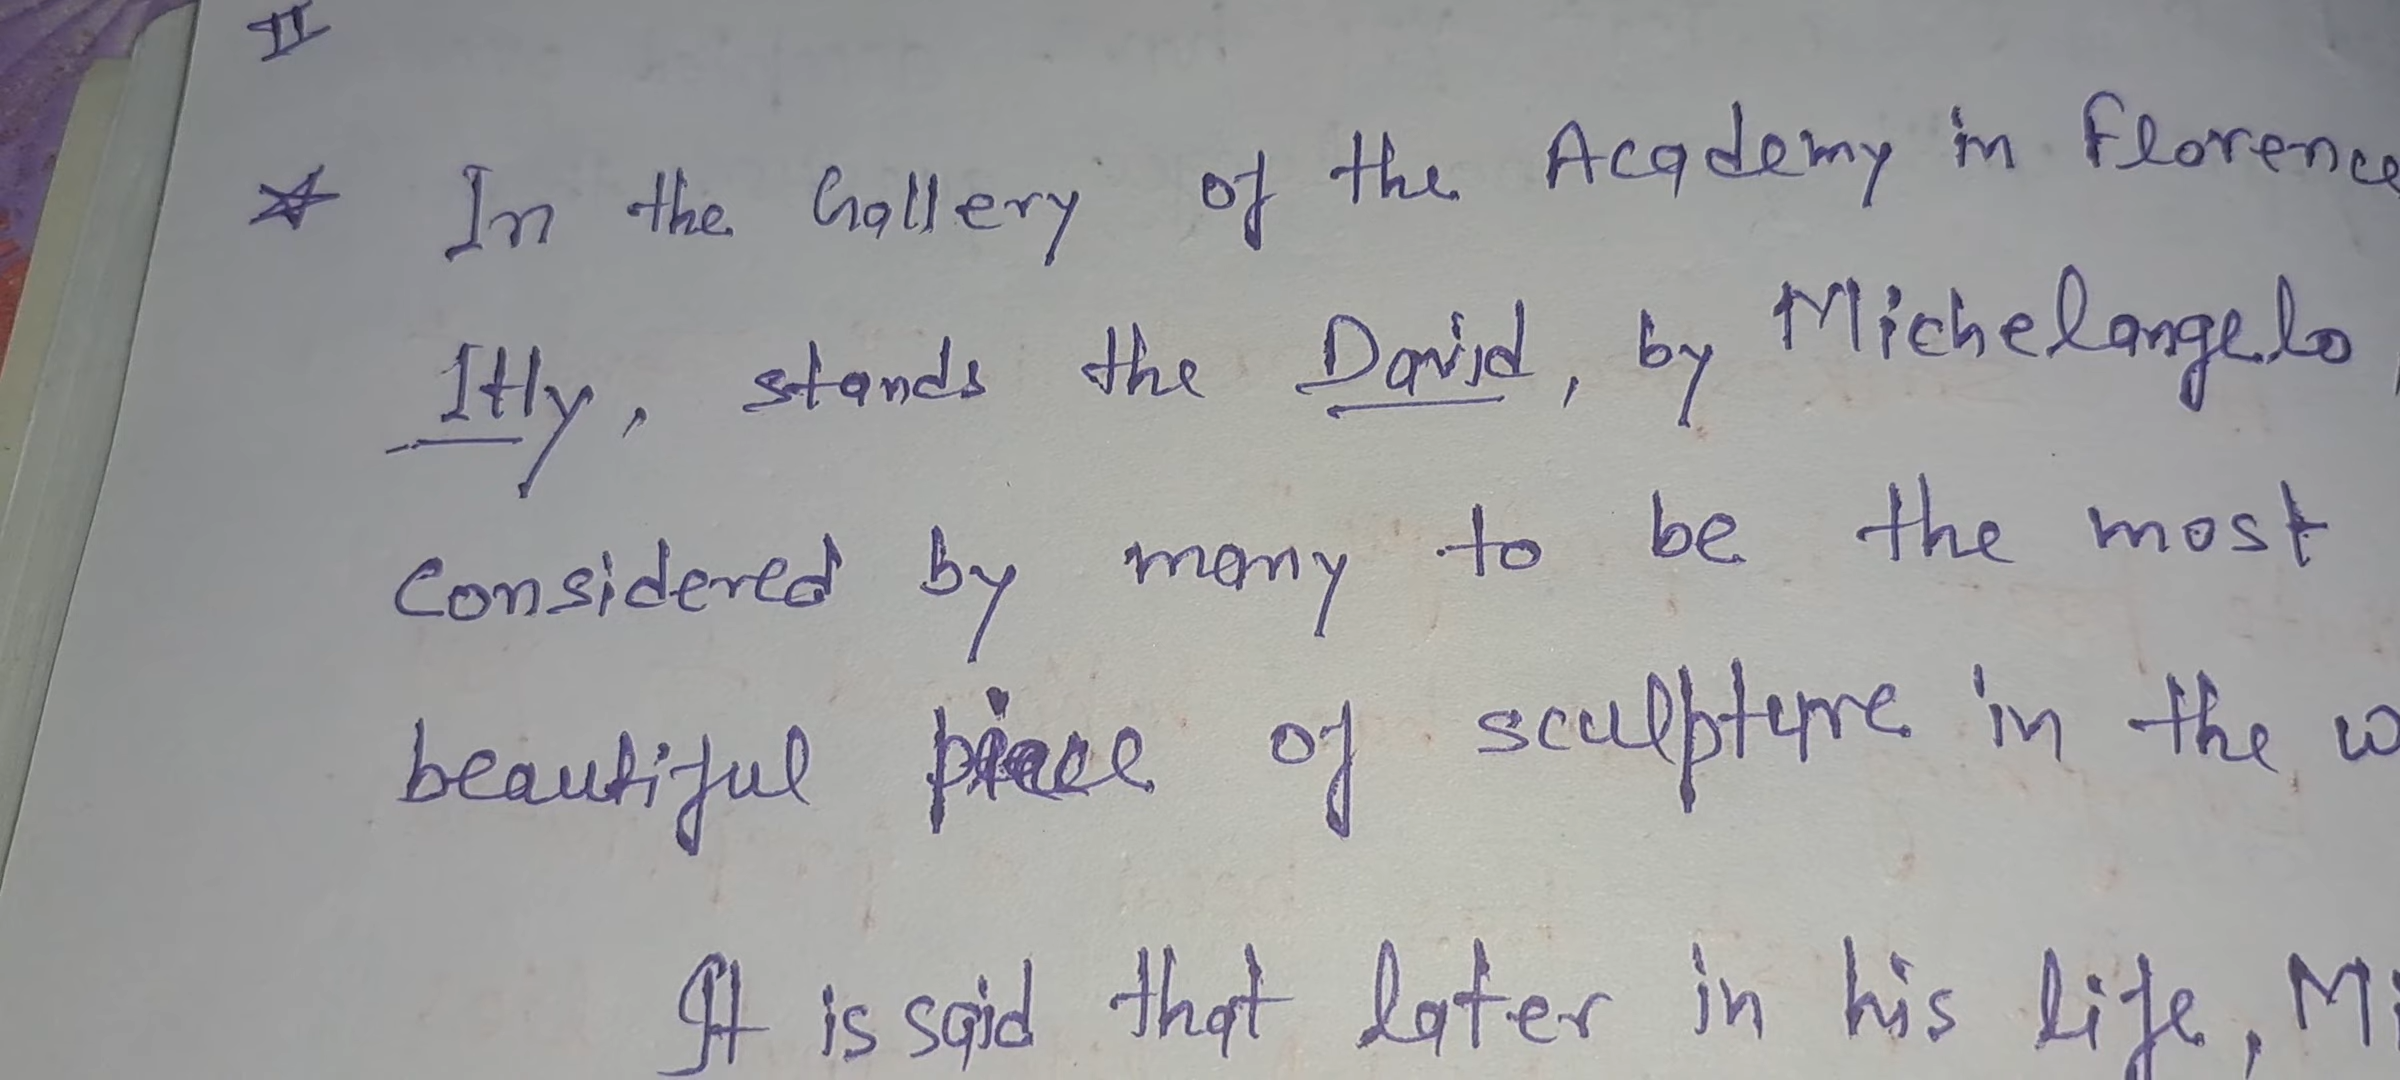 II
☆ In the Gallery of the Academy in Florence
Itly, stands the David, by Michelangelo,
Considered by many to be the most
beautiful piece of sculpture in the
It is said that later in his life,